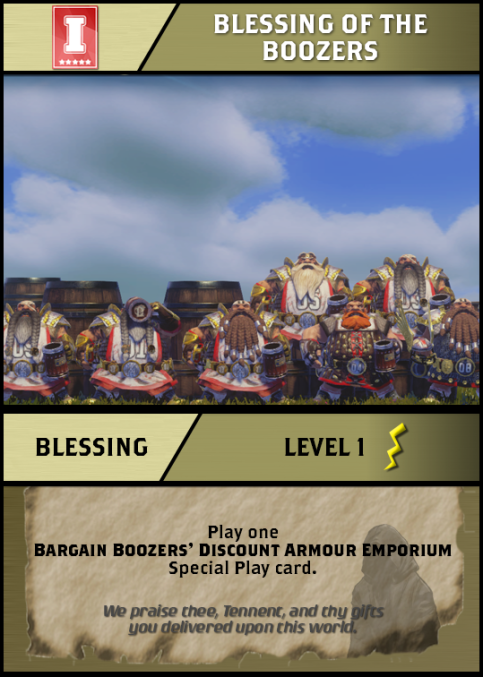 I
BLESSING OF THE
BOOZERS
BLESSING
LEVEL 1
Play one
BARGAIN BOOZERS' DISCOUNT ARMOUR EMPORIUM
Special Play card.
We praise thee, Tennent, and thy gifts
you delivered upon this world.